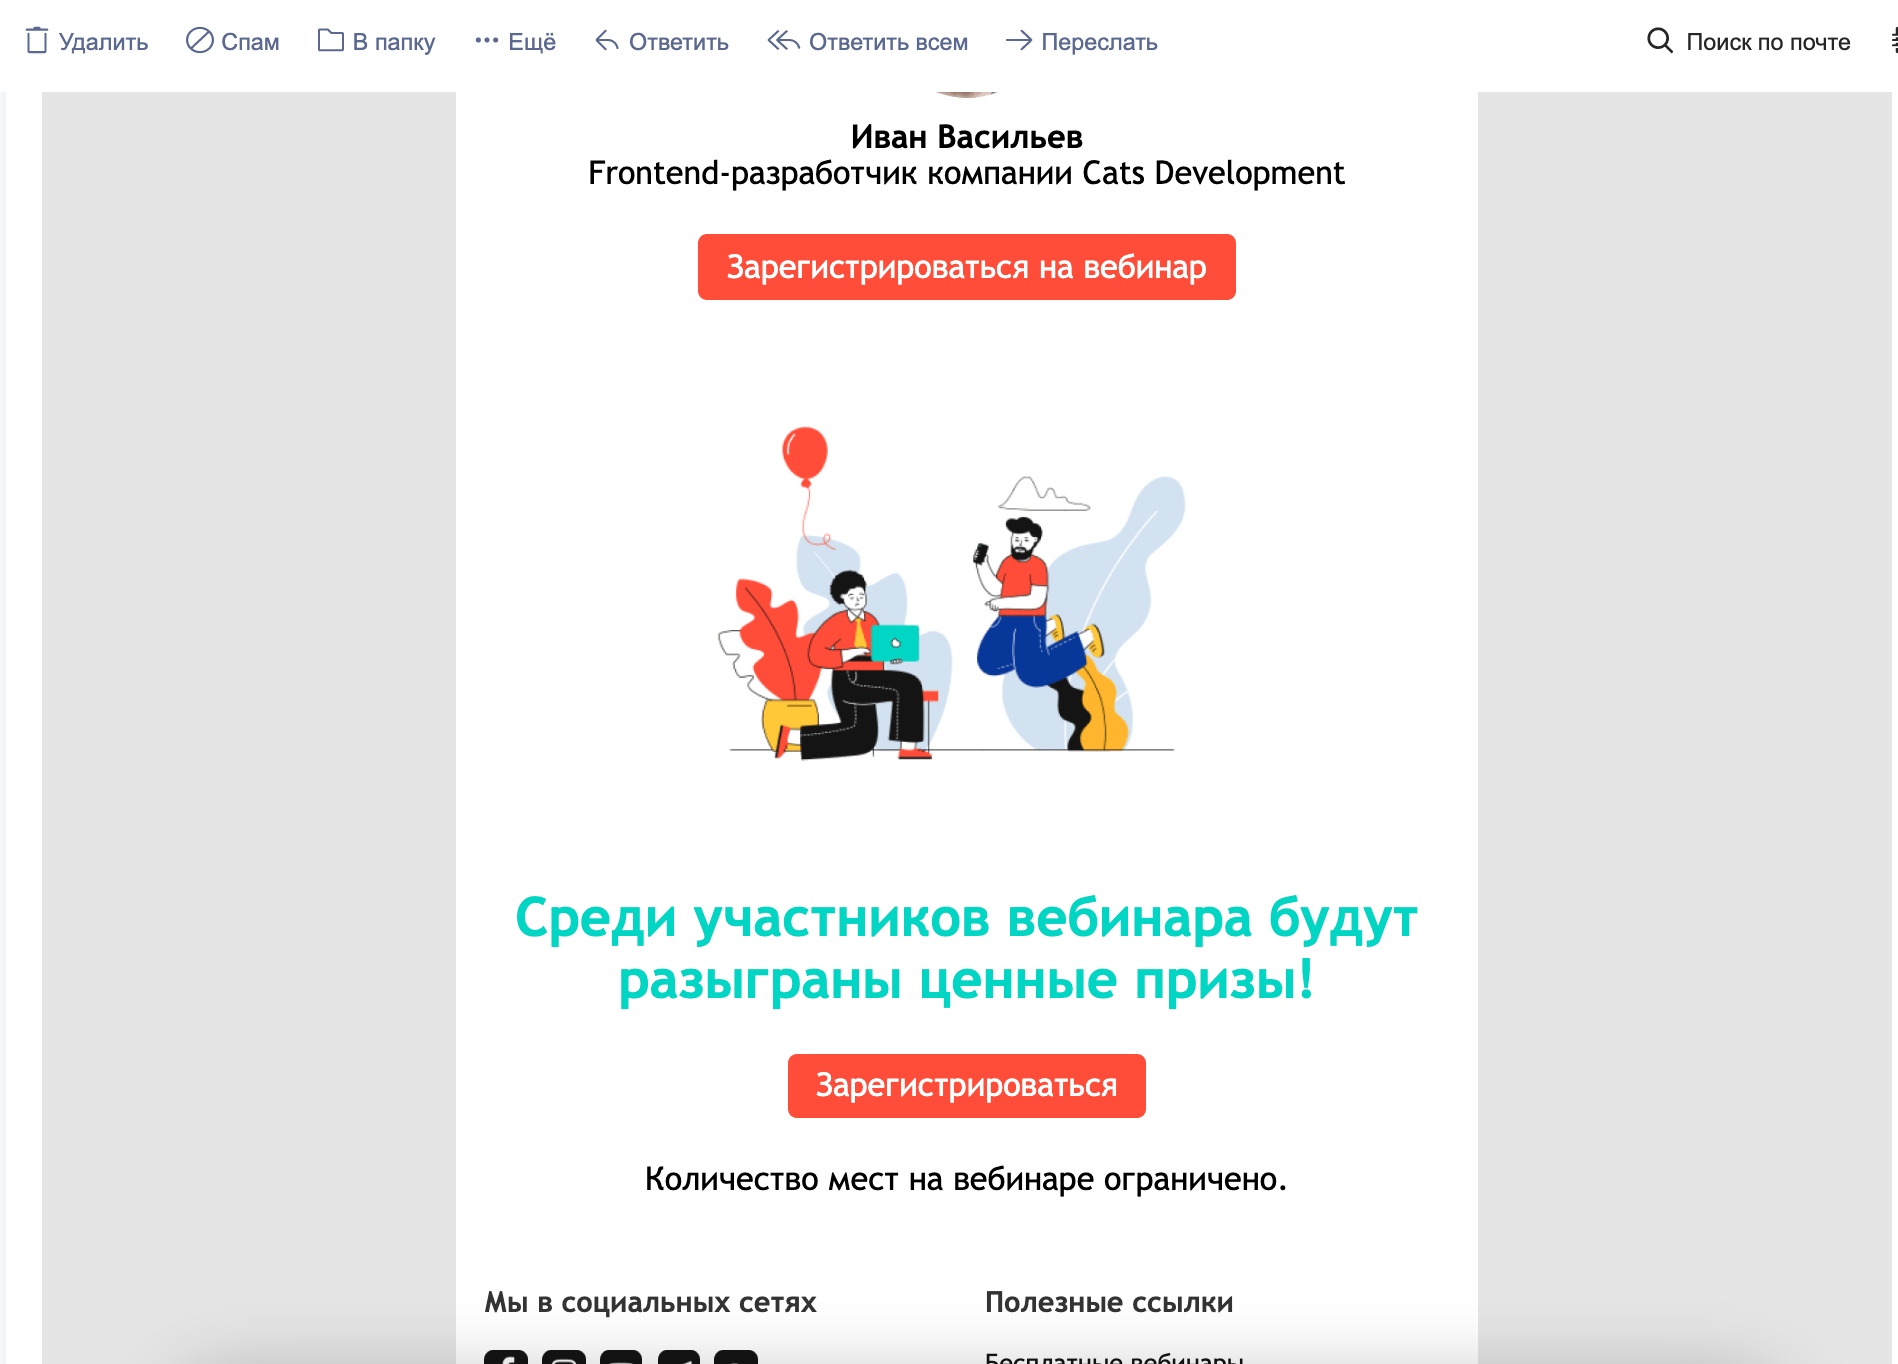 Удалить Спам В папку Ещё Ответить Ответить всем Переслать Поиск по почте
Иван Васильев
Frontend-разработчик компании Cats Development
Зарегистрироваться на вебинар
Среди участников вебинара будут
разыграны ценные призы!
Зарегистрироваться
Количество мест на вебинаре ограничено.
Мы в социальных сетях Полезные ссылки
Бесплатные вебинары